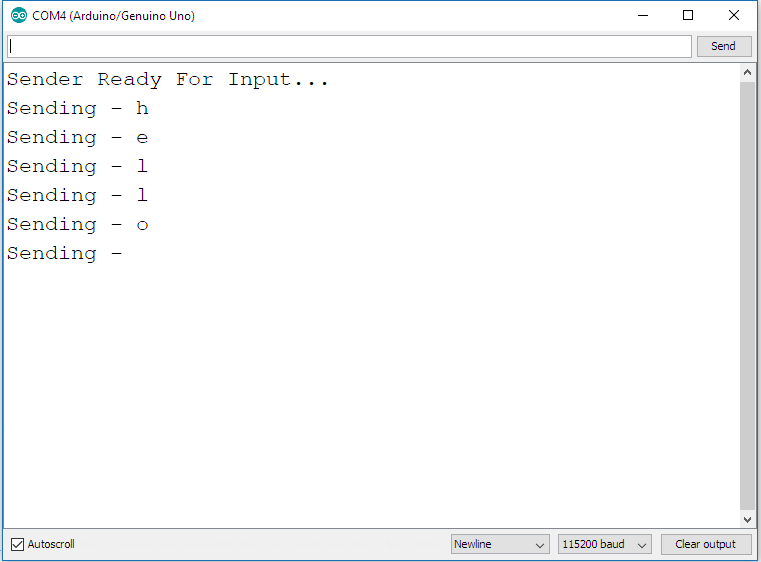 COM4 (Arduino/Genuino Uno)
Send
Sender Ready For Input...
Sending - h
Sending - e
Sending - l
Sending - l
Sending - o
Sending -
Autoscroll
Newline
115200 baud
Clear output